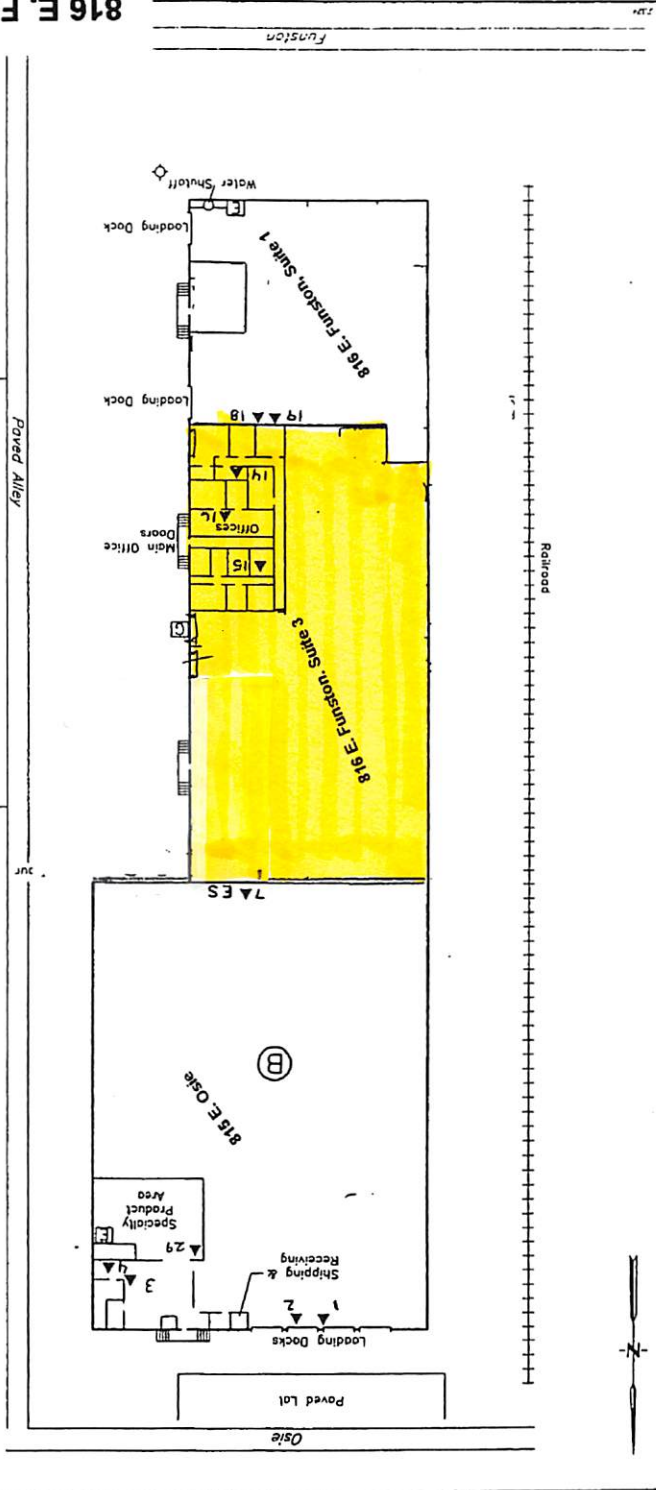 Osie
Paved Lot
N
Loading Docks
1 2
Shipping &
Receiving
3
4
29
E
Specialty
Product
Area
815 E. Osie
B
7 ES
816 E. Funston, Suite 3
G
15
Offices
16
Main Office
Doors
14
19 18
Railroad
Paved Alley
Loading Dock
816 E. Funston, Suite 1
Loading Dock
E
Water Shutoff
Funston
816 E. F